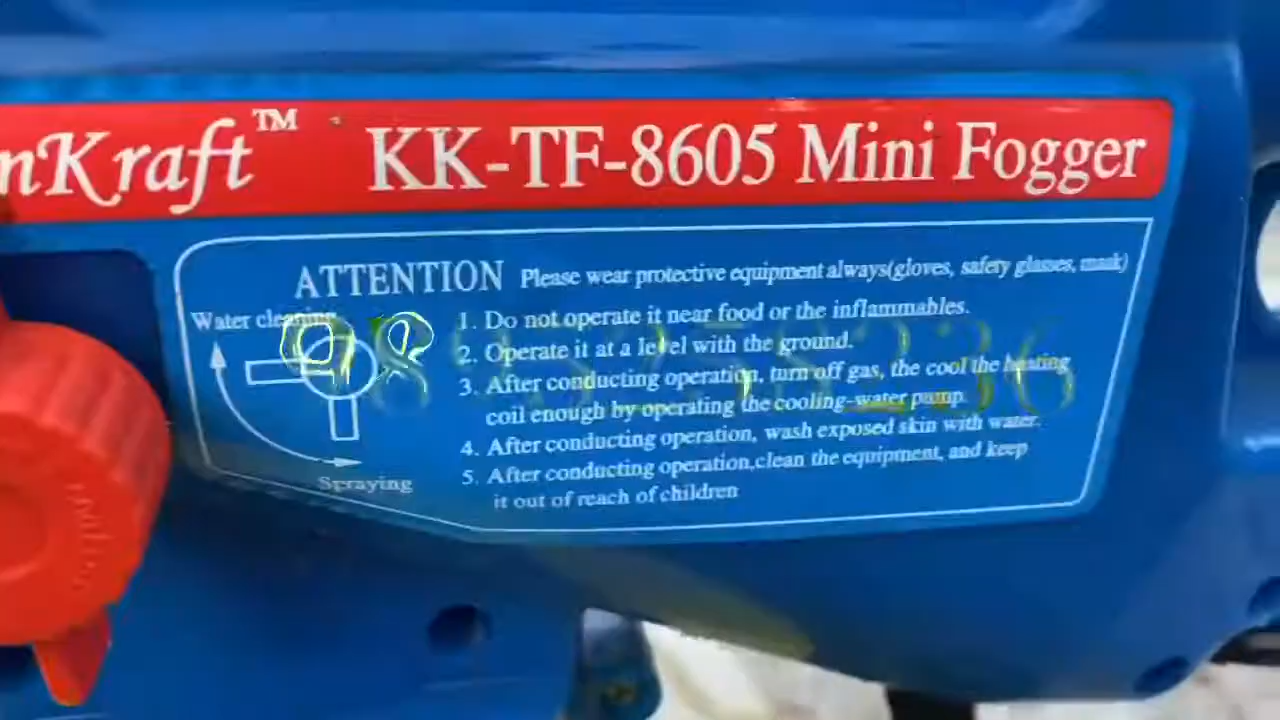 nKraft™ KK-TF-8605 Mini Fogger
ATTENTION Please wear protective equipment always(gloves, safety glasses, mask)
Water cleaning
1. Do not operate it near food or the inflammables.
2. Operate it at a level with the ground.
3. After conducting operation, turn off gas, the cool the heating
coil enough by operating the cooling-water pump.
4. After conducting operation, wash exposed skin with water.
5. After conducting operation,clean the equipment, and keep
it out of reach of children
Spraying